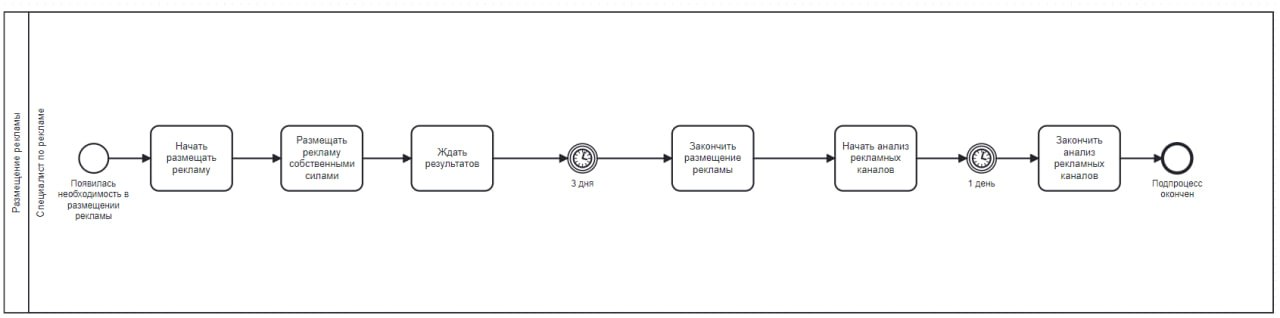 Размещение рекламы
Специалист по рекламе
Появилась
необходимость в
размещении
рекламы
Начать
размещать
рекламу
Размещать
рекламу
собственными
силами
Ждать
результатов
3 дня
Закончить
размещение
рекламы
Начать анализ
рекламных
каналов
1 день
Закончить
анализ
рекламных
каналов
Подпроцесс
окончен